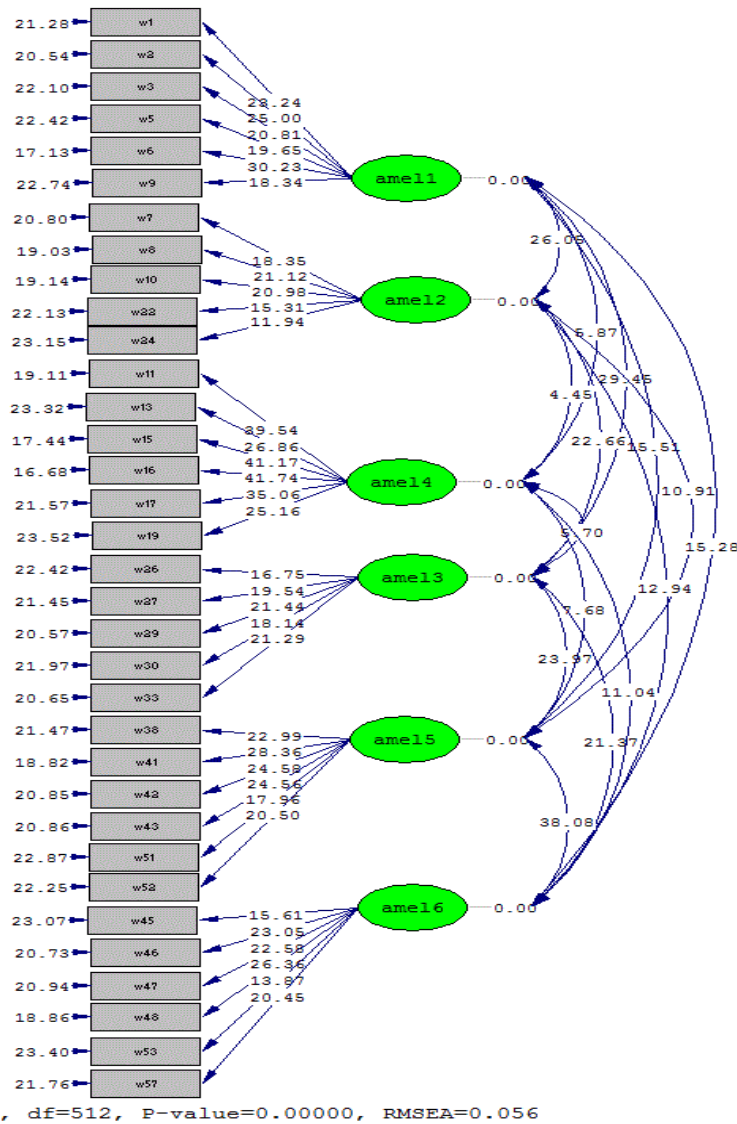 21.28 w1
20.54 w2
22.10 w3
22.42 w5
17.13 w6
22.74 w9
20.80 w7
19.03 w8
19.14 w10
22.13 w22
23.15 w24
19.11 w11
23.32 w13
17.44 w15
16.68 w16
21.57 w17
23.52 w19
22.42 w26
21.45 w27
20.57 w29
21.97 w30
20.65 w33
21.47 w38
18.82 w41
20.85 w42
20.86 w43
22.87 w51
22.25 w52
23.07 w45
20.73 w46
20.94 w47
18.86 w48
23.40 w53
21.76 w57
25.00
20.81
19.65
30.23
18.34
18.35
21.12
20.98
15.31
11.94
39.54
26.86
41.17
41.74
35.06
25.16
16.75
19.54
21.44
18.14
21.29
22.99
28.36
24.58
24.56
17.96
20.50
15.61
23.05
22.58
26.36
13.87
20.45
amel1 0.00
amel2 0.00
amel4 0.00
amel3 0.00
amel5 0.00
amel6 0.00
26.05
29.45
4.45
22.66
15.51
10.91
15.28
12.94
7.68
23.97
11.04
21.37
38.08
, df=512, P-value=0.00000, RMSEA=0.056